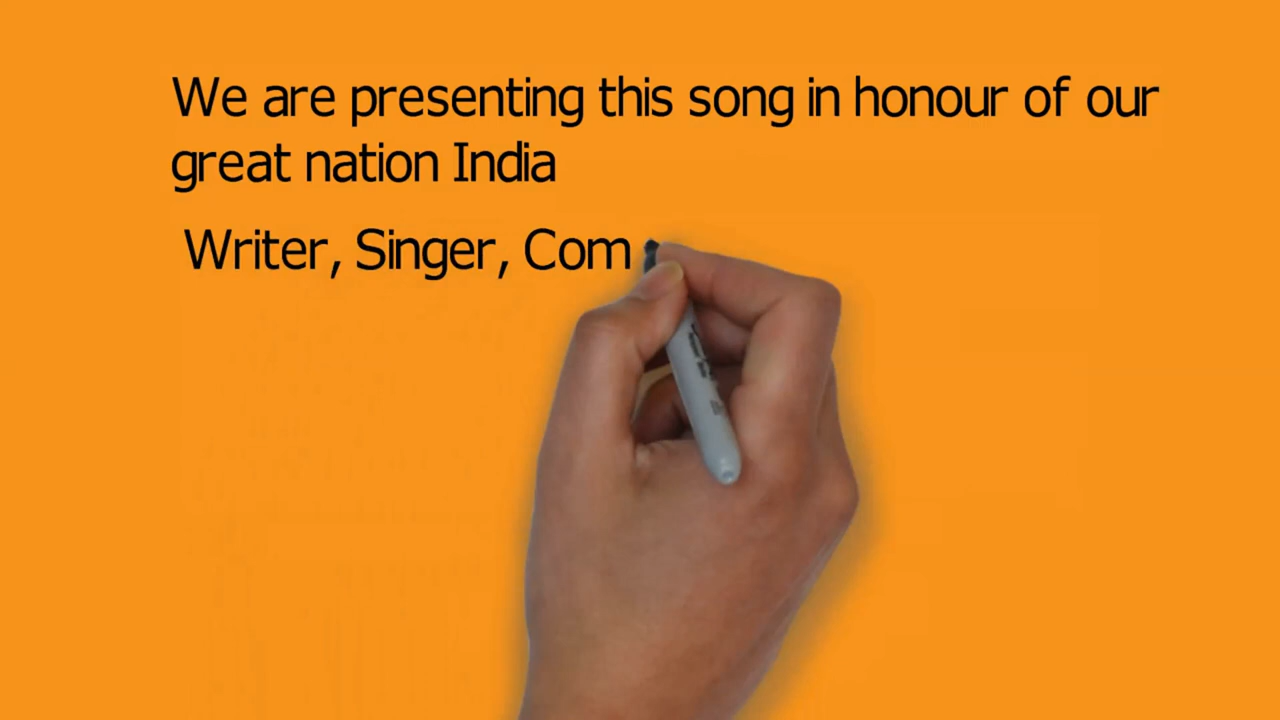 We are presenting this song in honour of our
great nation India
Writer, Singer, Com